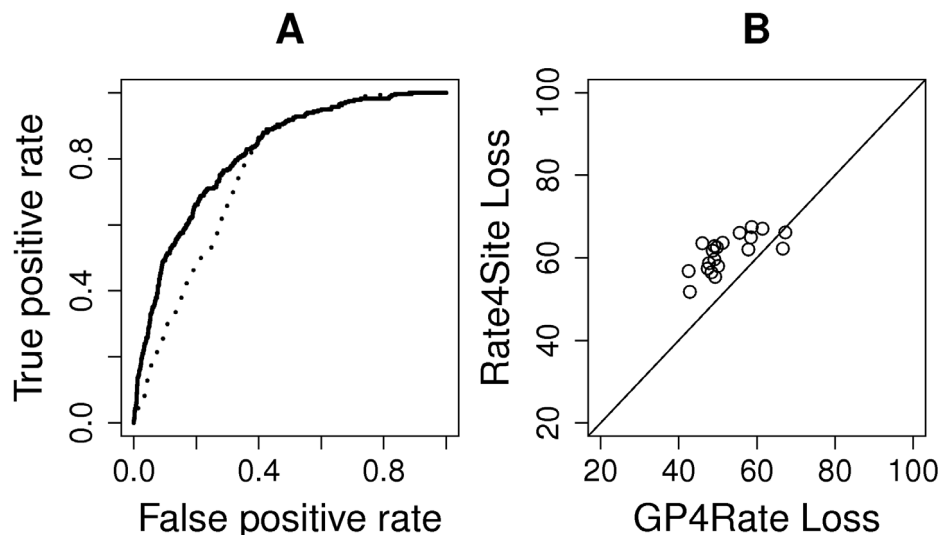 A
True positive rate
0.8
0.4
0.0
0.0 0.4 0.8
False positive rate
B
Rate4Site Loss
100
80
60
40
20
20 40 60 80 100
GP4Rate Loss